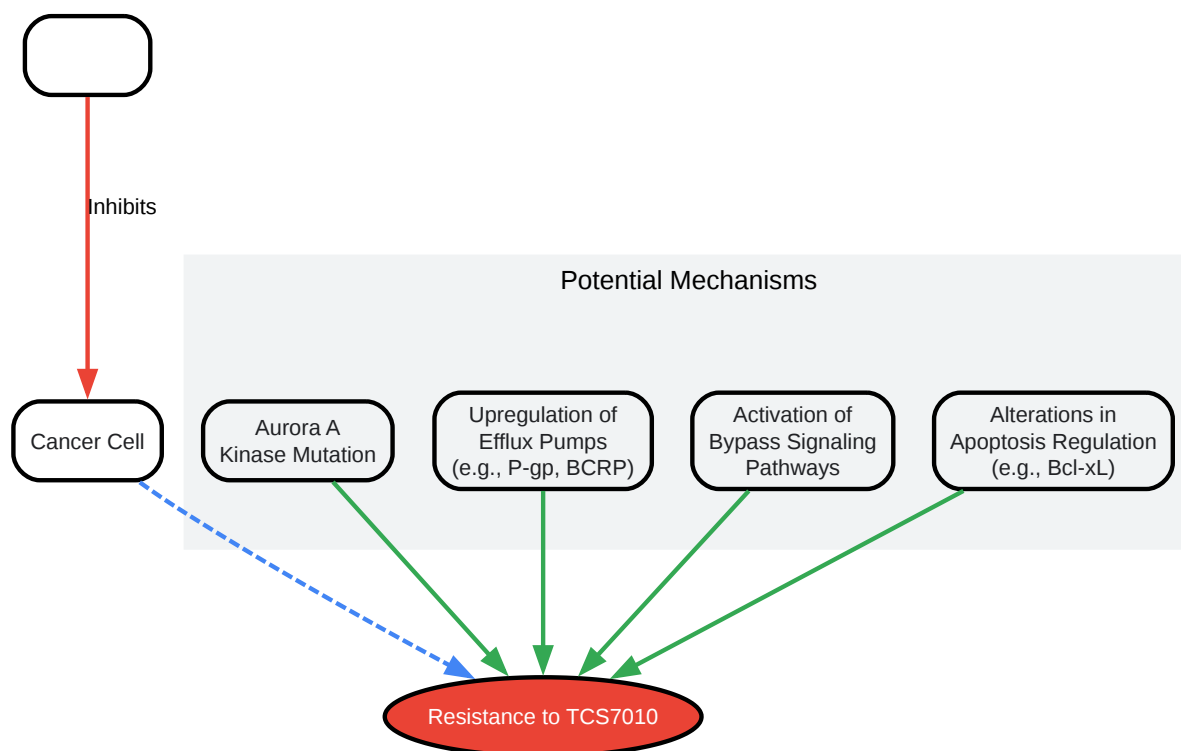 Inhibits
Potential Mechanisms
Cancer Cell
Aurora A
Kinase Mutation
Upregulation of
Efflux Pumps
(e.g., P-gp, BCRP)
Activation of
Bypass Signaling
Pathways
Alterations in
Apoptosis Regulation
(e.g., Bcl-xL)
Resistance to TCS7010